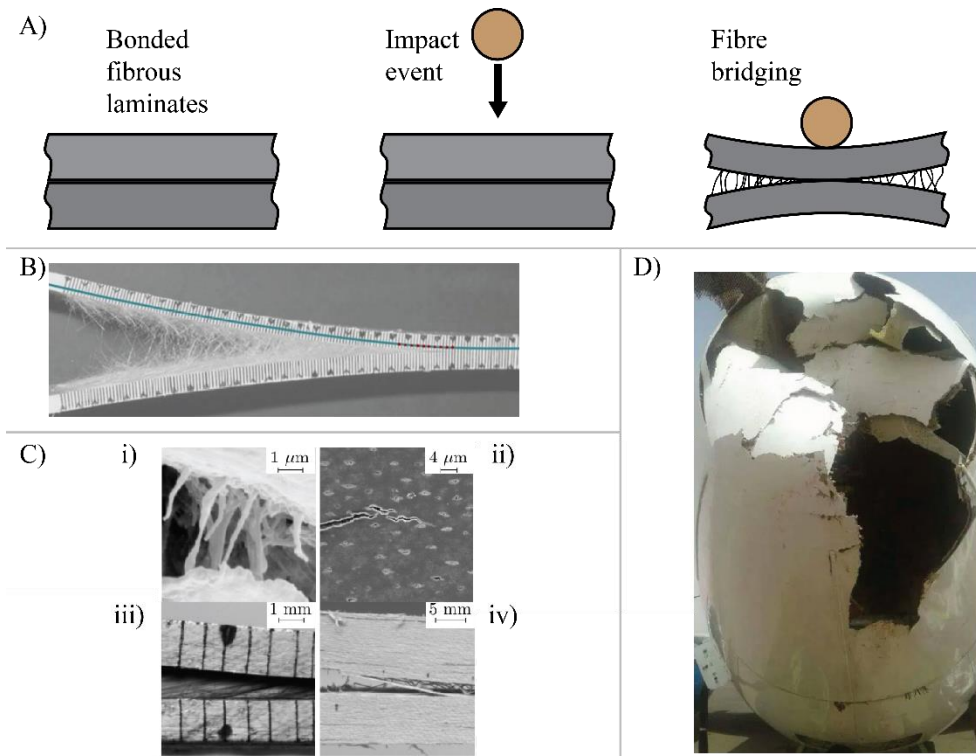 A)
Bonded
fibrous
laminates
Impact
event
Fibre
bridging
B)
D)
C)
i)
1 μm
4 μm
ii)
iii)
1 mm
5 mm
iv)